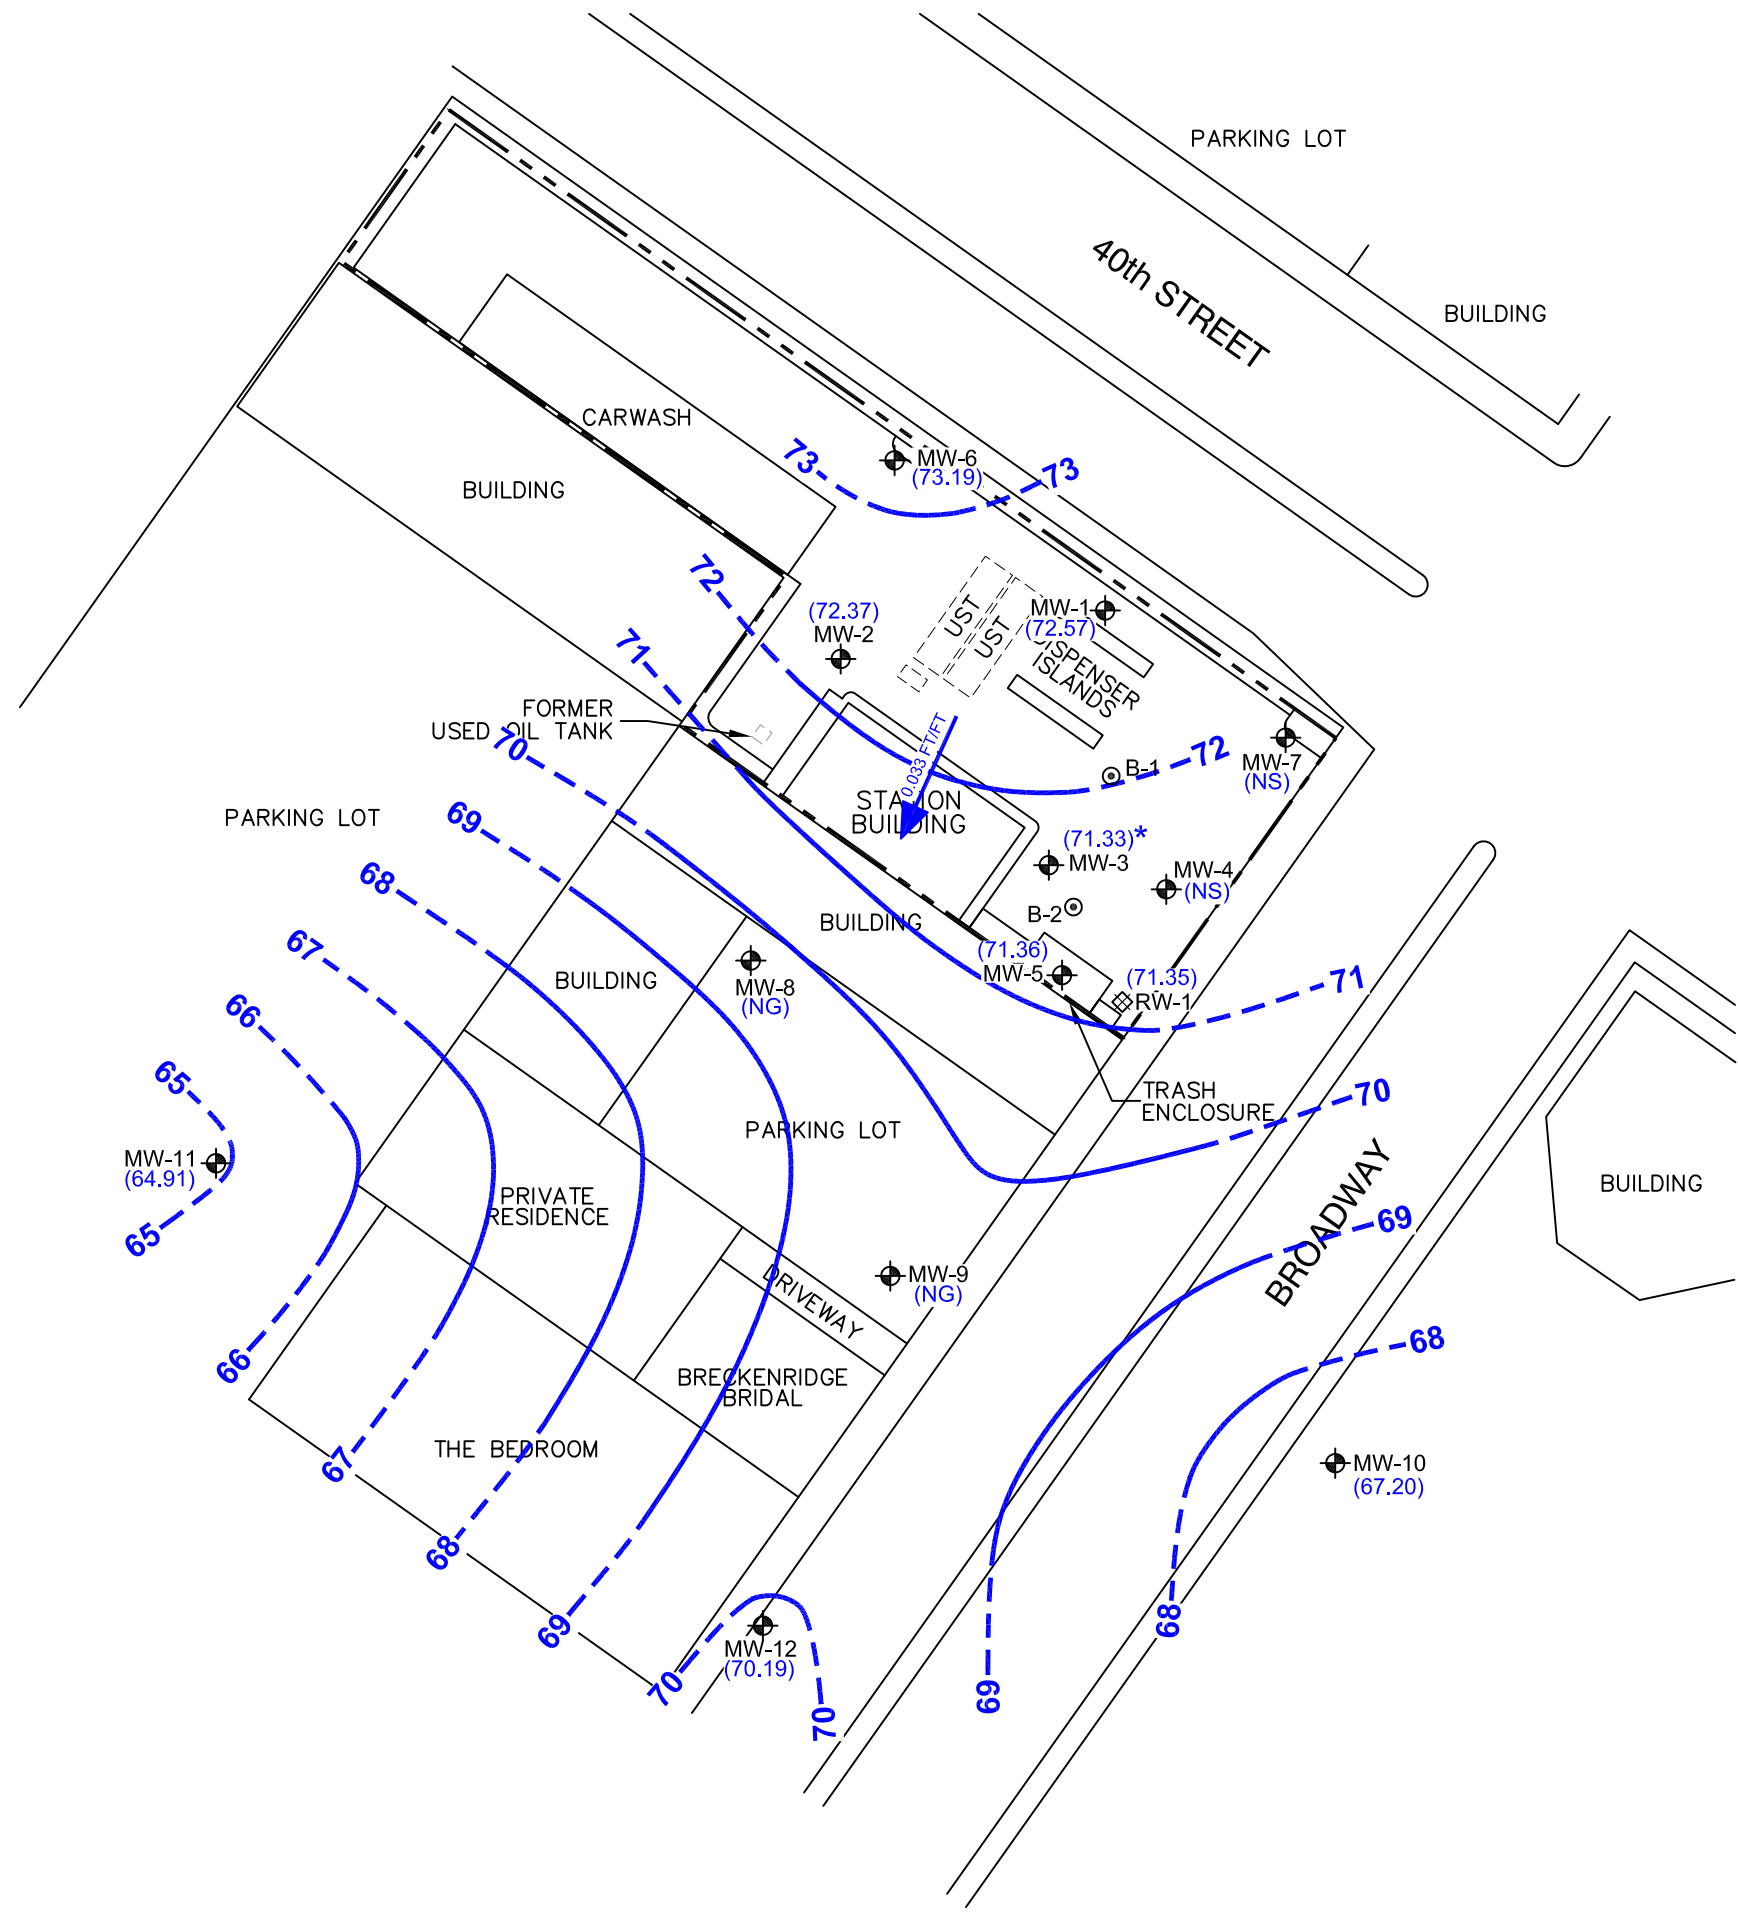 PARKING LOT
40th STREET
BUILDING
CARWASH
BUILDING
73
MW-6
(73.19)
73
72
(72.37)
MW-2
UST
UST
MW-1
(72.57)
DISPENSER
ISLANDS
71
FORMER
USED OIL TANK
70
0.033 FT/FT
72
B-1
MW-7
(NS)
STATION
BUILDING
PARKING LOT
69
(71.33)*
MW-3
MW-4
(NS)
68
B-2
BUILDING
67
(71.36)
MW-5
(71.35)
RW-1
71
BUILDING
MW-8
(NG)
66
65
TRASH
ENCLOSURE
70
PARKING LOT
MW-11
(64.91)
BROADWAY
BUILDING
PRIVATE
RESIDENCE
65
69
MW-9
(NG)
DRIVEWAY
66
68
BRECKENRIDGE
BRIDAL
THE BEDROOM
67
MW-10
(67.20)
68
69
68
MW-12
(70.19)
70
69
70